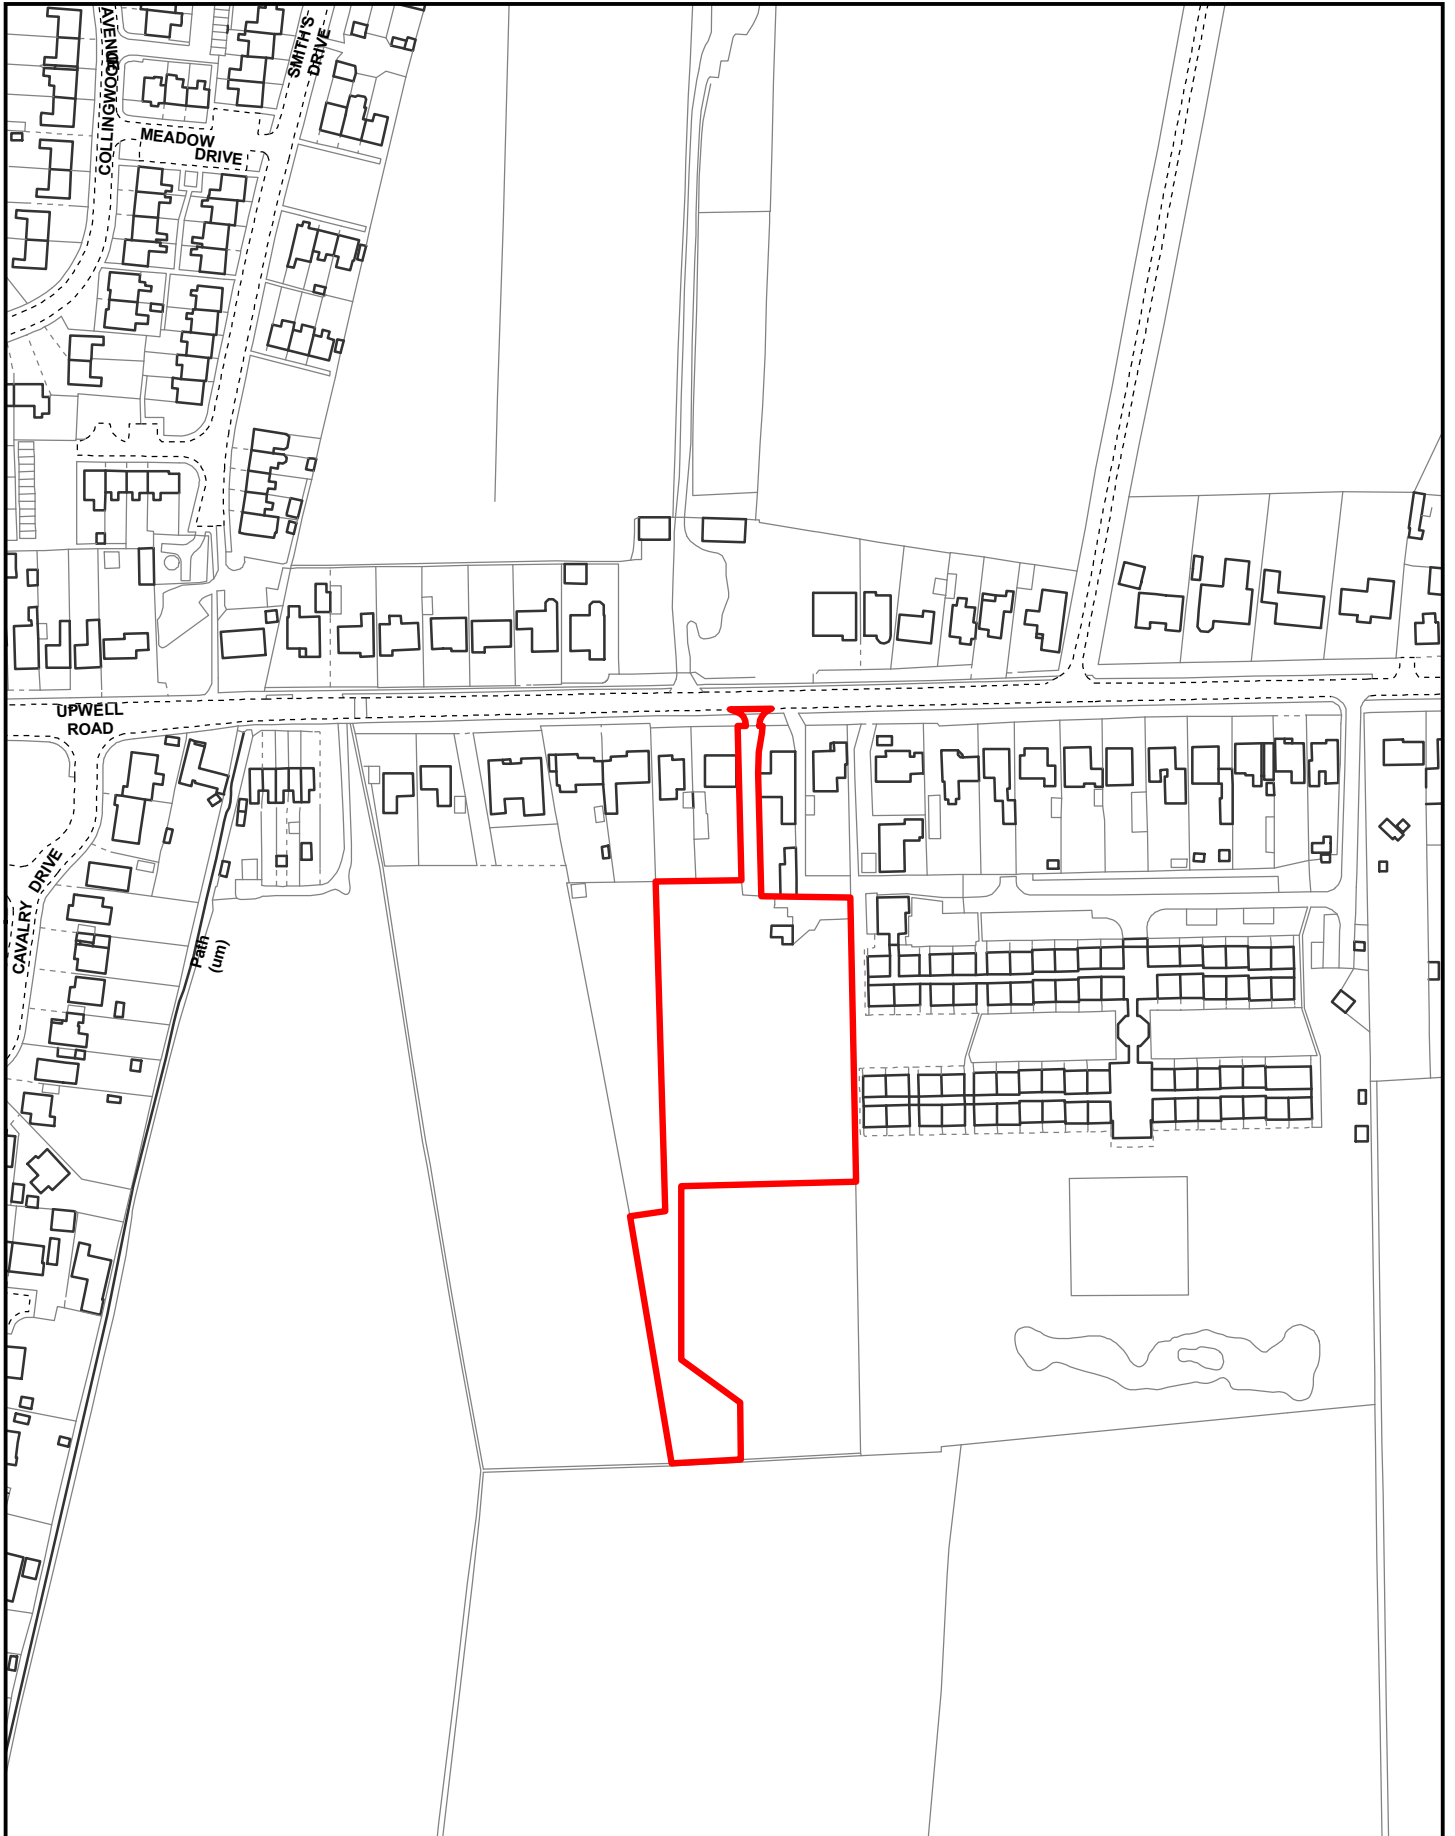 COLLINGWOOD
AVENUE
SMITH'S
DRIVE
MEADOW
DRIVE
UPWELL
ROAD
CAVALRY DRIVE
Path
(um)